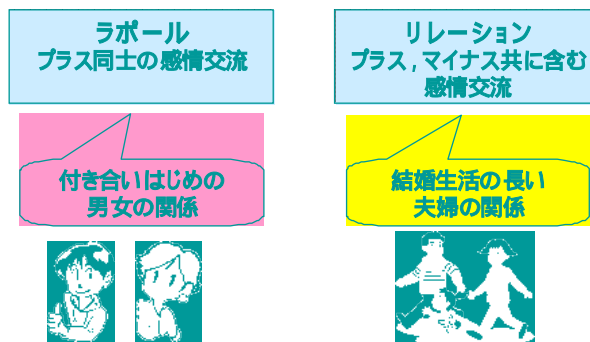 ラポール
プラス同士の感情交流
付き合いはじめの
男女の関係
リレーション
プラス,マイナス共に含む
感情交流
結婚生活の長い
夫婦の関係